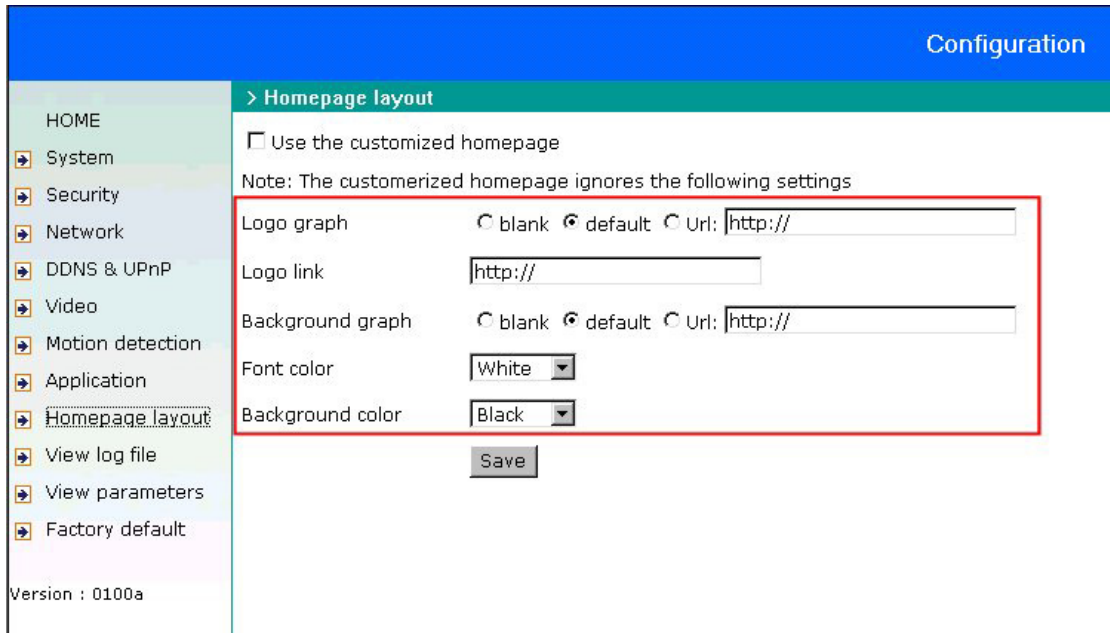 Configuration
HOME
System
Security
Network
DDNS & UPnP
Video
Motion detection
Application
Homepage layout
View log file
View parameters
Factory default
Version : 0100a
> Homepage layout
Use the customized homepage
Note: The customerized homepage ignores the following settings
Logo graph blank default Url: http://
Logo link http://
Background graph blank default Url: http://
Font color White
Background color Black
Save